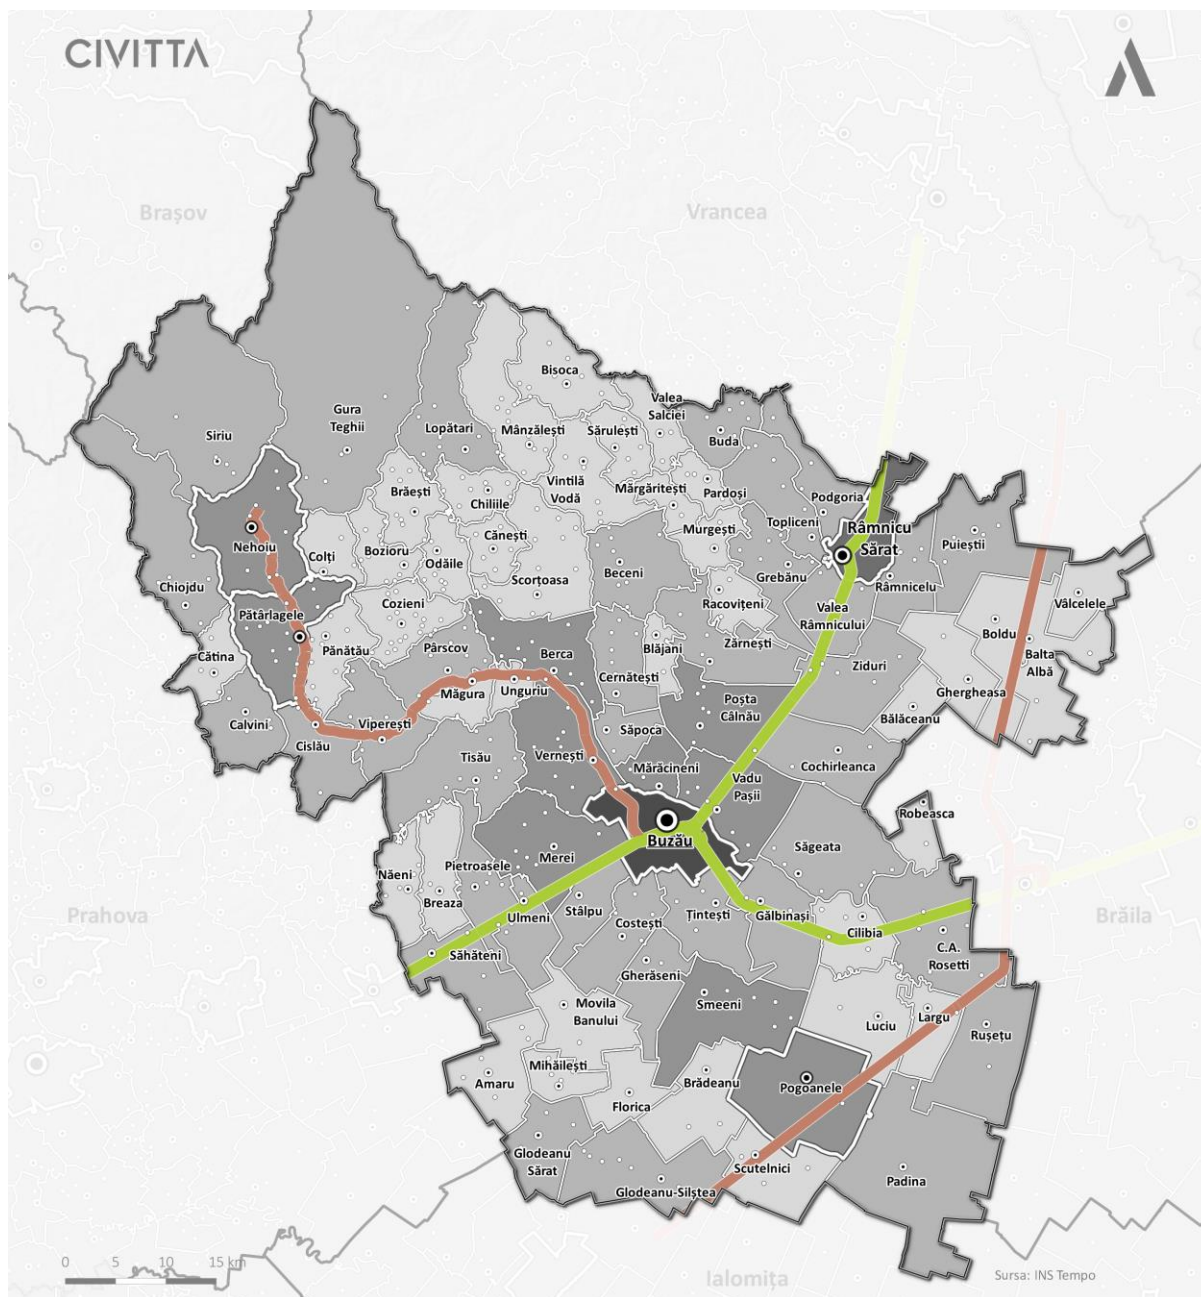 CIVITTA
Brașov
Vrancea
Bisoca
Valea
Salciei
Gura
Teghii
Siriu
Lopătari
Mânzălești
Sărulești
Buda
Vintilă
Vodă
Brăești
Chiliile
Mărgăritești
Pardoși
Podgoria
Topliceni
Râmnicu
Sărat
Puieștii
Murgești
Cănești
Nehoiu
Colți
Bozioru
Odăile
Scorțoasa
Beceni
Grebănu
Râmnicelu
Chiojdu
Pătârlagele
Cozieni
Racovițeni
Valea
Râmnicului
Vâlcelele
Boldu
Cătina
Pănătău
Pârscov
Berca
Blăjani
Zărnești
Balta
Albă
Ziduri
Cernătești
Măgura
Unguriu
Ghergheasa
Calvini
Cislău
Viperești
Poșta
Câlnău
Bălăceanu
Săpoca
Tisău
Vernești
Mărăcineni
Vadu
Pașii
Cochirleanca
Robeasca
Buzău
Săgeata
Merei
Pietroasele
Năeni
Breaza
Ulmeni
Stâlpu
Costești
Țintești
Gălbinași
Cilibia
Prahova
Brăila
Săhăteni
C.A.
Rosetti
Gherăseni
Movila
Banului
Smeeni
Luciu
Largu
Rușețu
Mihăilești
Amaru
Brădeanu
Pogoanele
Florica
Glodeanu
Sărat
Scutelnici
Padina
Glodeanu-Siliștea
0 5 10 15 km
Ialomița
Sursa: INS Tempo